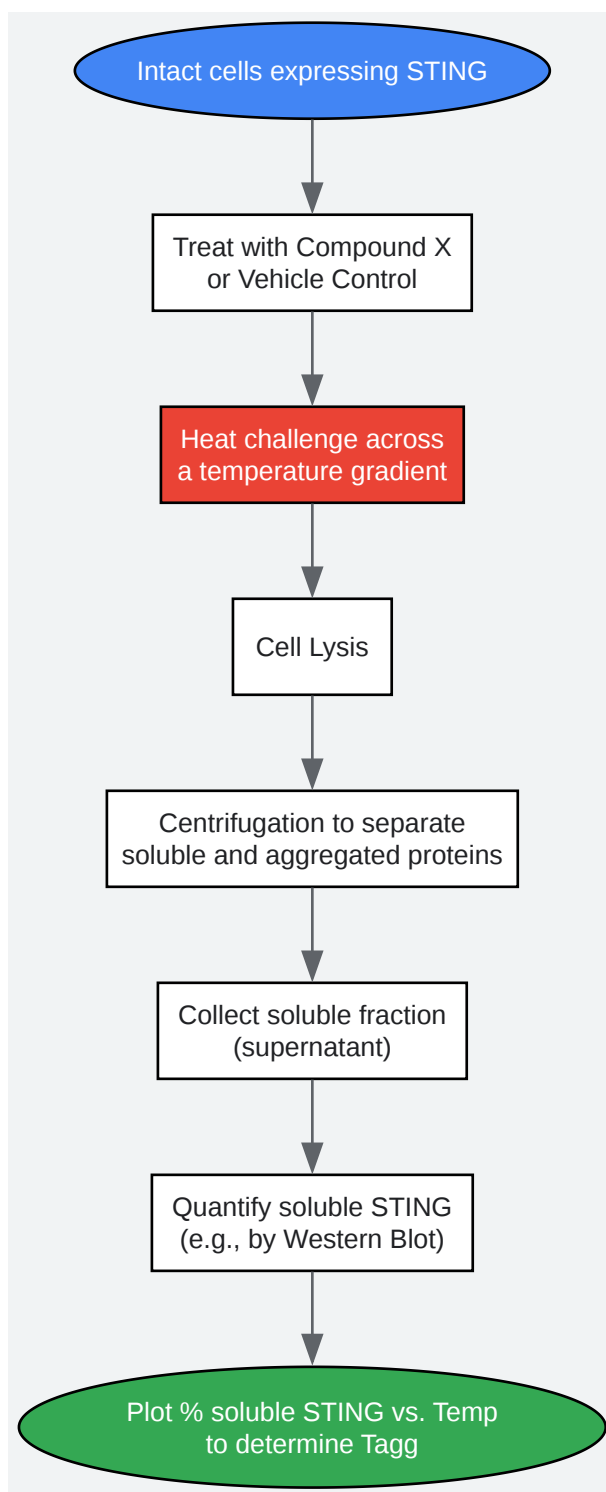 Intact cells expressing STING
Treat with Compound X
or Vehicle Control
Heat challenge across
a temperature gradient
Cell Lysis
Centrifugation to separate
soluble and aggregated proteins
Collect soluble fraction
(supernatant)
Quantify soluble STING
(e.g., by Western Blot)
Plot % soluble STING vs. Temp
to determine Tagg